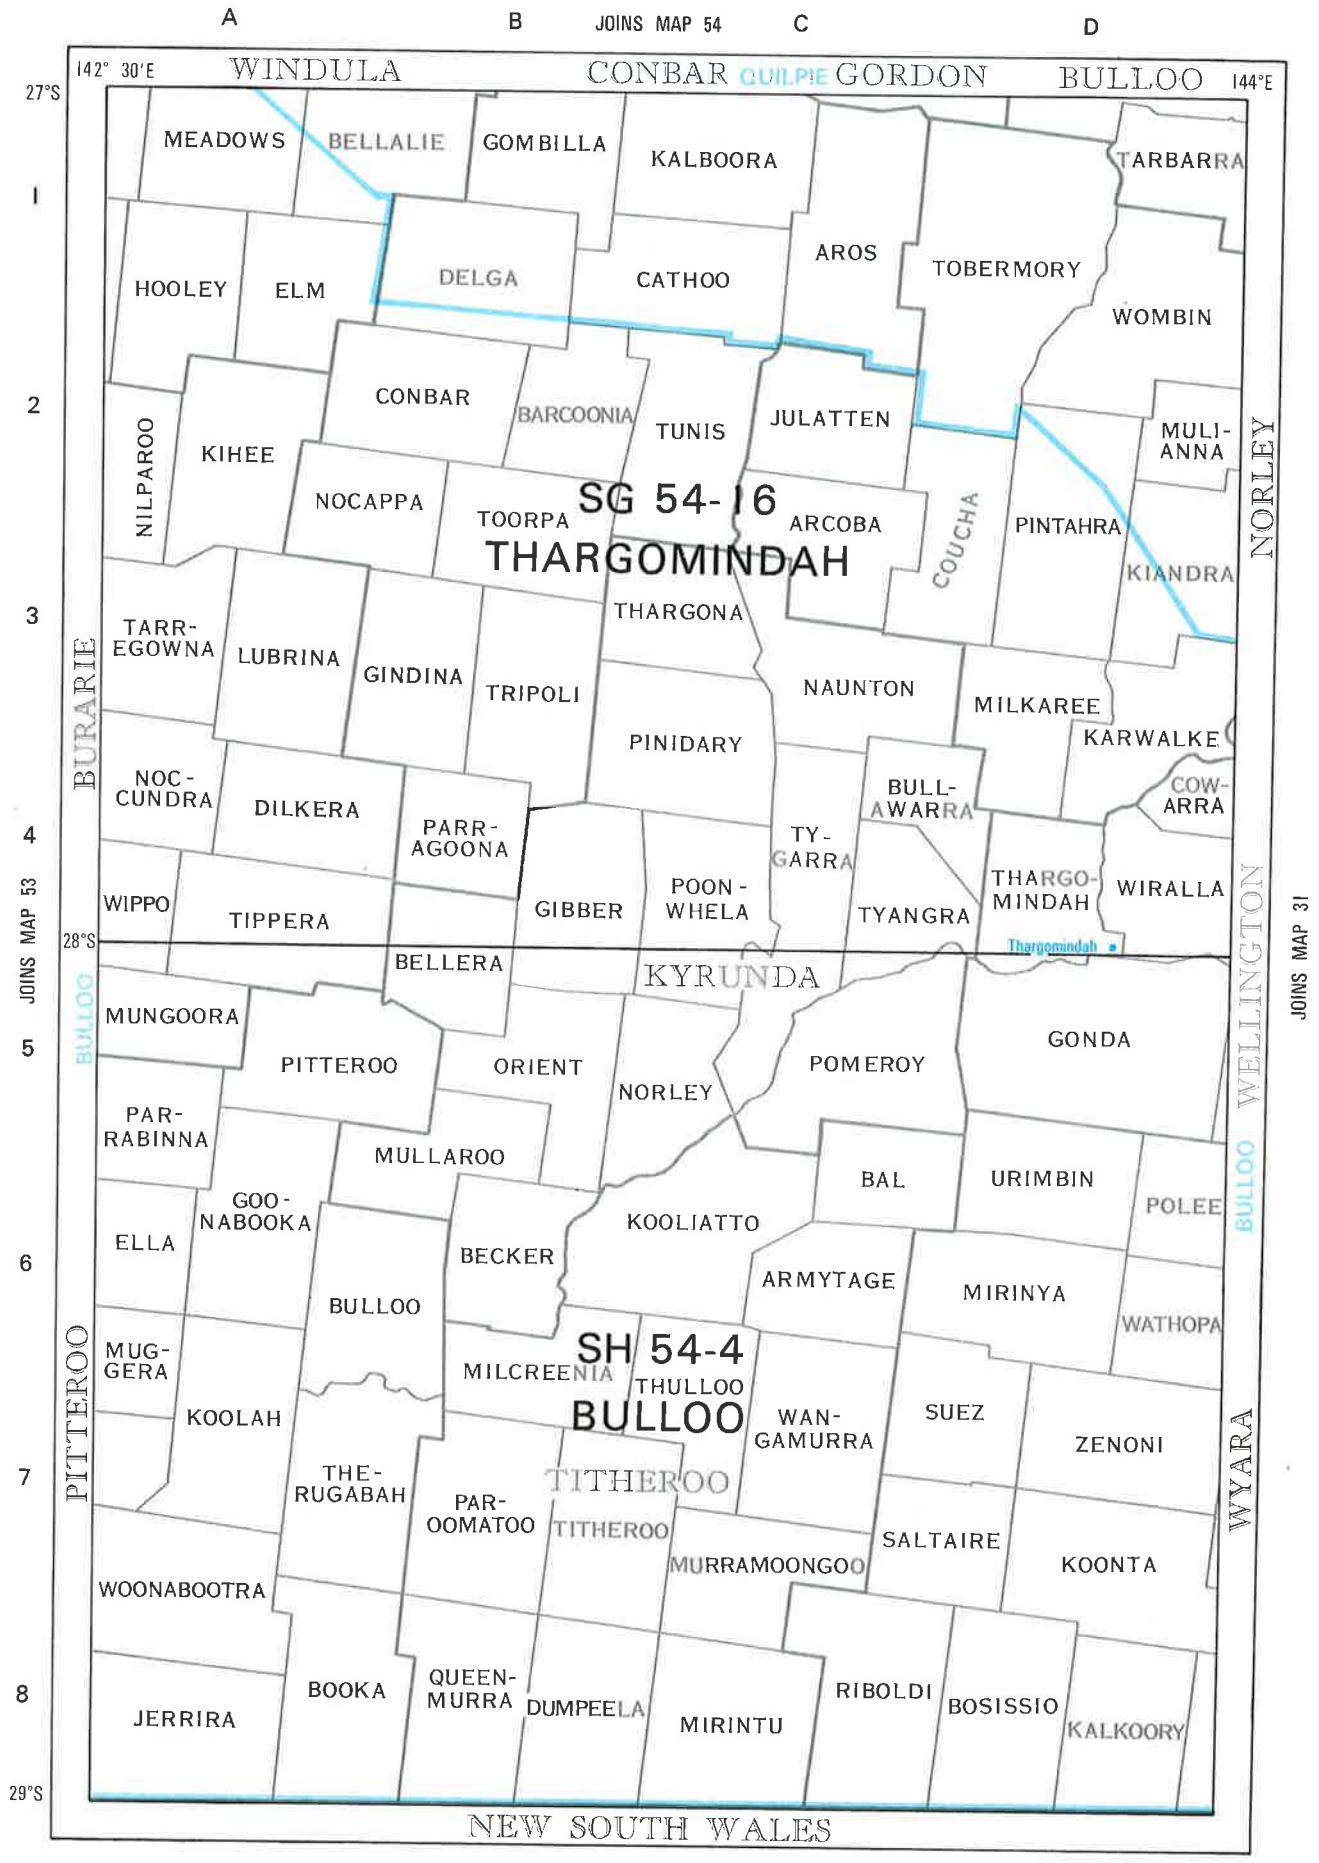 A
B
JOINS MAP 54
C
D
142° 30'E
WINDULA
CONBAR
QUILPIE
GORDON
BULLOO
144°E
27°S
MEADOWS
BELLALIE
GOMBILLA
KALBOORA
TARBARRA
1
HOOLEY
ELM
DELGA
CATHOO
AROS
TOBERMORY
WOMBIN
2
CONBAR
BARCOONIA
TUNIS
JULATTEN
MULI-
ANNA
NILPAROO
KIHEE
NOCAPPA
TOORPA
SG 54-16
THARGOMINDAH
ARCOBA
COUCHA
PINTAHRA
KIANDRA
NORLEY
3
TARR-
EGOWNA
LUBRINA
GINDINA
TRIPOLI
THARGONA
NAUNTON
MILKAREE
KARWALKE
BURARIE
PINIDARY
NOC-
CUNDRA
DILKERA
PARR-
AGOONA
BULL-
AWARRA
COW-
ARRA
4
TY-
GARRA
THARGO-
MINDAH
WIRALLA
JOINS MAP 53
WIPPO
TIPPERA
GIBBER
POON-
WHELA
TYANGRA
Thargomindah
28°S
BELLERA
KYRUNDA
WELLINGTON
JOINS MAP 31
BULLOO
MUNGOORA
PITTEROO
ORIENT
NORLEY
POMEROY
GONDA
5
PAR-
RABINNA
MULLAROO
BAL
URIMBIN
POLEE
BULLOO
GOO-
NABOOKA
KOOLIATTO
ELLA
BECKER
6
BULLOO
ARMYTAGE
MIRINYA
WATHOPA
PITTEROO
MUG-
GERA
MILCREENIA
SH 54-4
THULLOO
BULLOO
KOOLAH
WAN-
GAMURRA
SUEZ
ZENONI
WYARA
7
THE-
RUGABAH
TITHEROO
PAR-
OOMATOO
TITHEROO
MURRAMOONGOO
SALTAIRE
KOONTA
WOONABOOTRA
8
JERRIRA
BOOKA
QUEEN-
MURRA
DUMPEELA
MIRINTU
RIBOLDI
BOSISSIO
KALKOORY
29°S
NEW SOUTH WALES